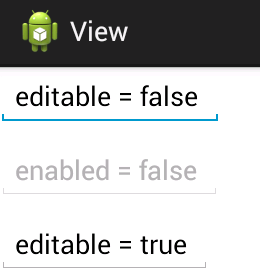 View
editable = false
enabled = false
editable = true